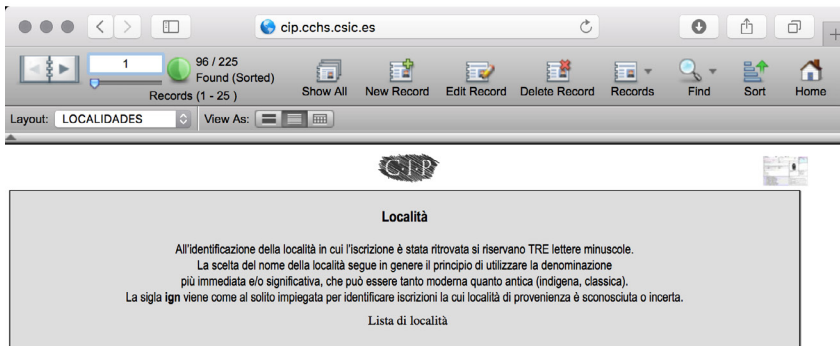 cip.cchs.csic.es
1
96 / 225
Found (Sorted)
Records (1 - 25 )
Show All
New Record
Edit Record
Delete Record
Records
Find
Sort
Home
Layout: LOCALIDADES
View As:
CIP
Località
All'identificazione della località in cui l'iscrizione è stata ritrovata si riservano TRE lettere minuscole.
La scelta del nome della località segue in genere il principio di utilizzare la denominazione
più immediata e/o significativa, che può essere tanto moderna quanto antica (indigena, classica).
La sigla ign viene come al solito impiegata per identificare iscrizioni la cui località di provenienza è sconosciuta o incerta.
Lista di località